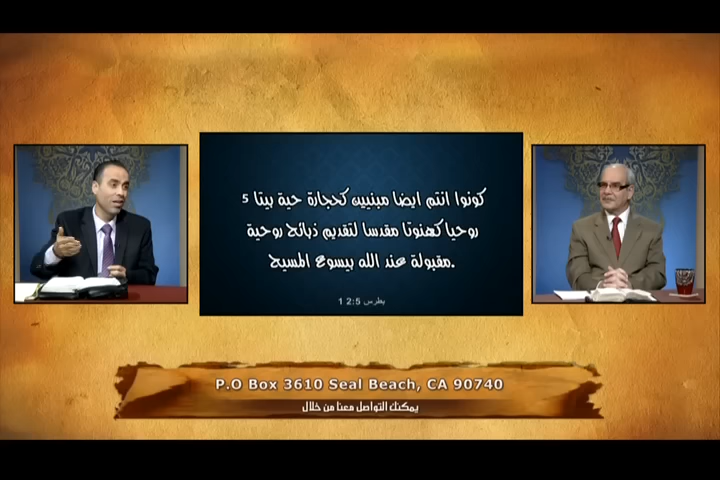 5 كونوا انتم ايضا مبنيين كحجارة حية بيتا
روحيا كهنوتا مقدسا لتقديم ذبائح روحية
مقبولة عند الله بيسوع المسيح.
1 بطرس 2:5
P.O Box 3610 Seal Beach, CA 90740
يمكنك التواصل معنا من خلال